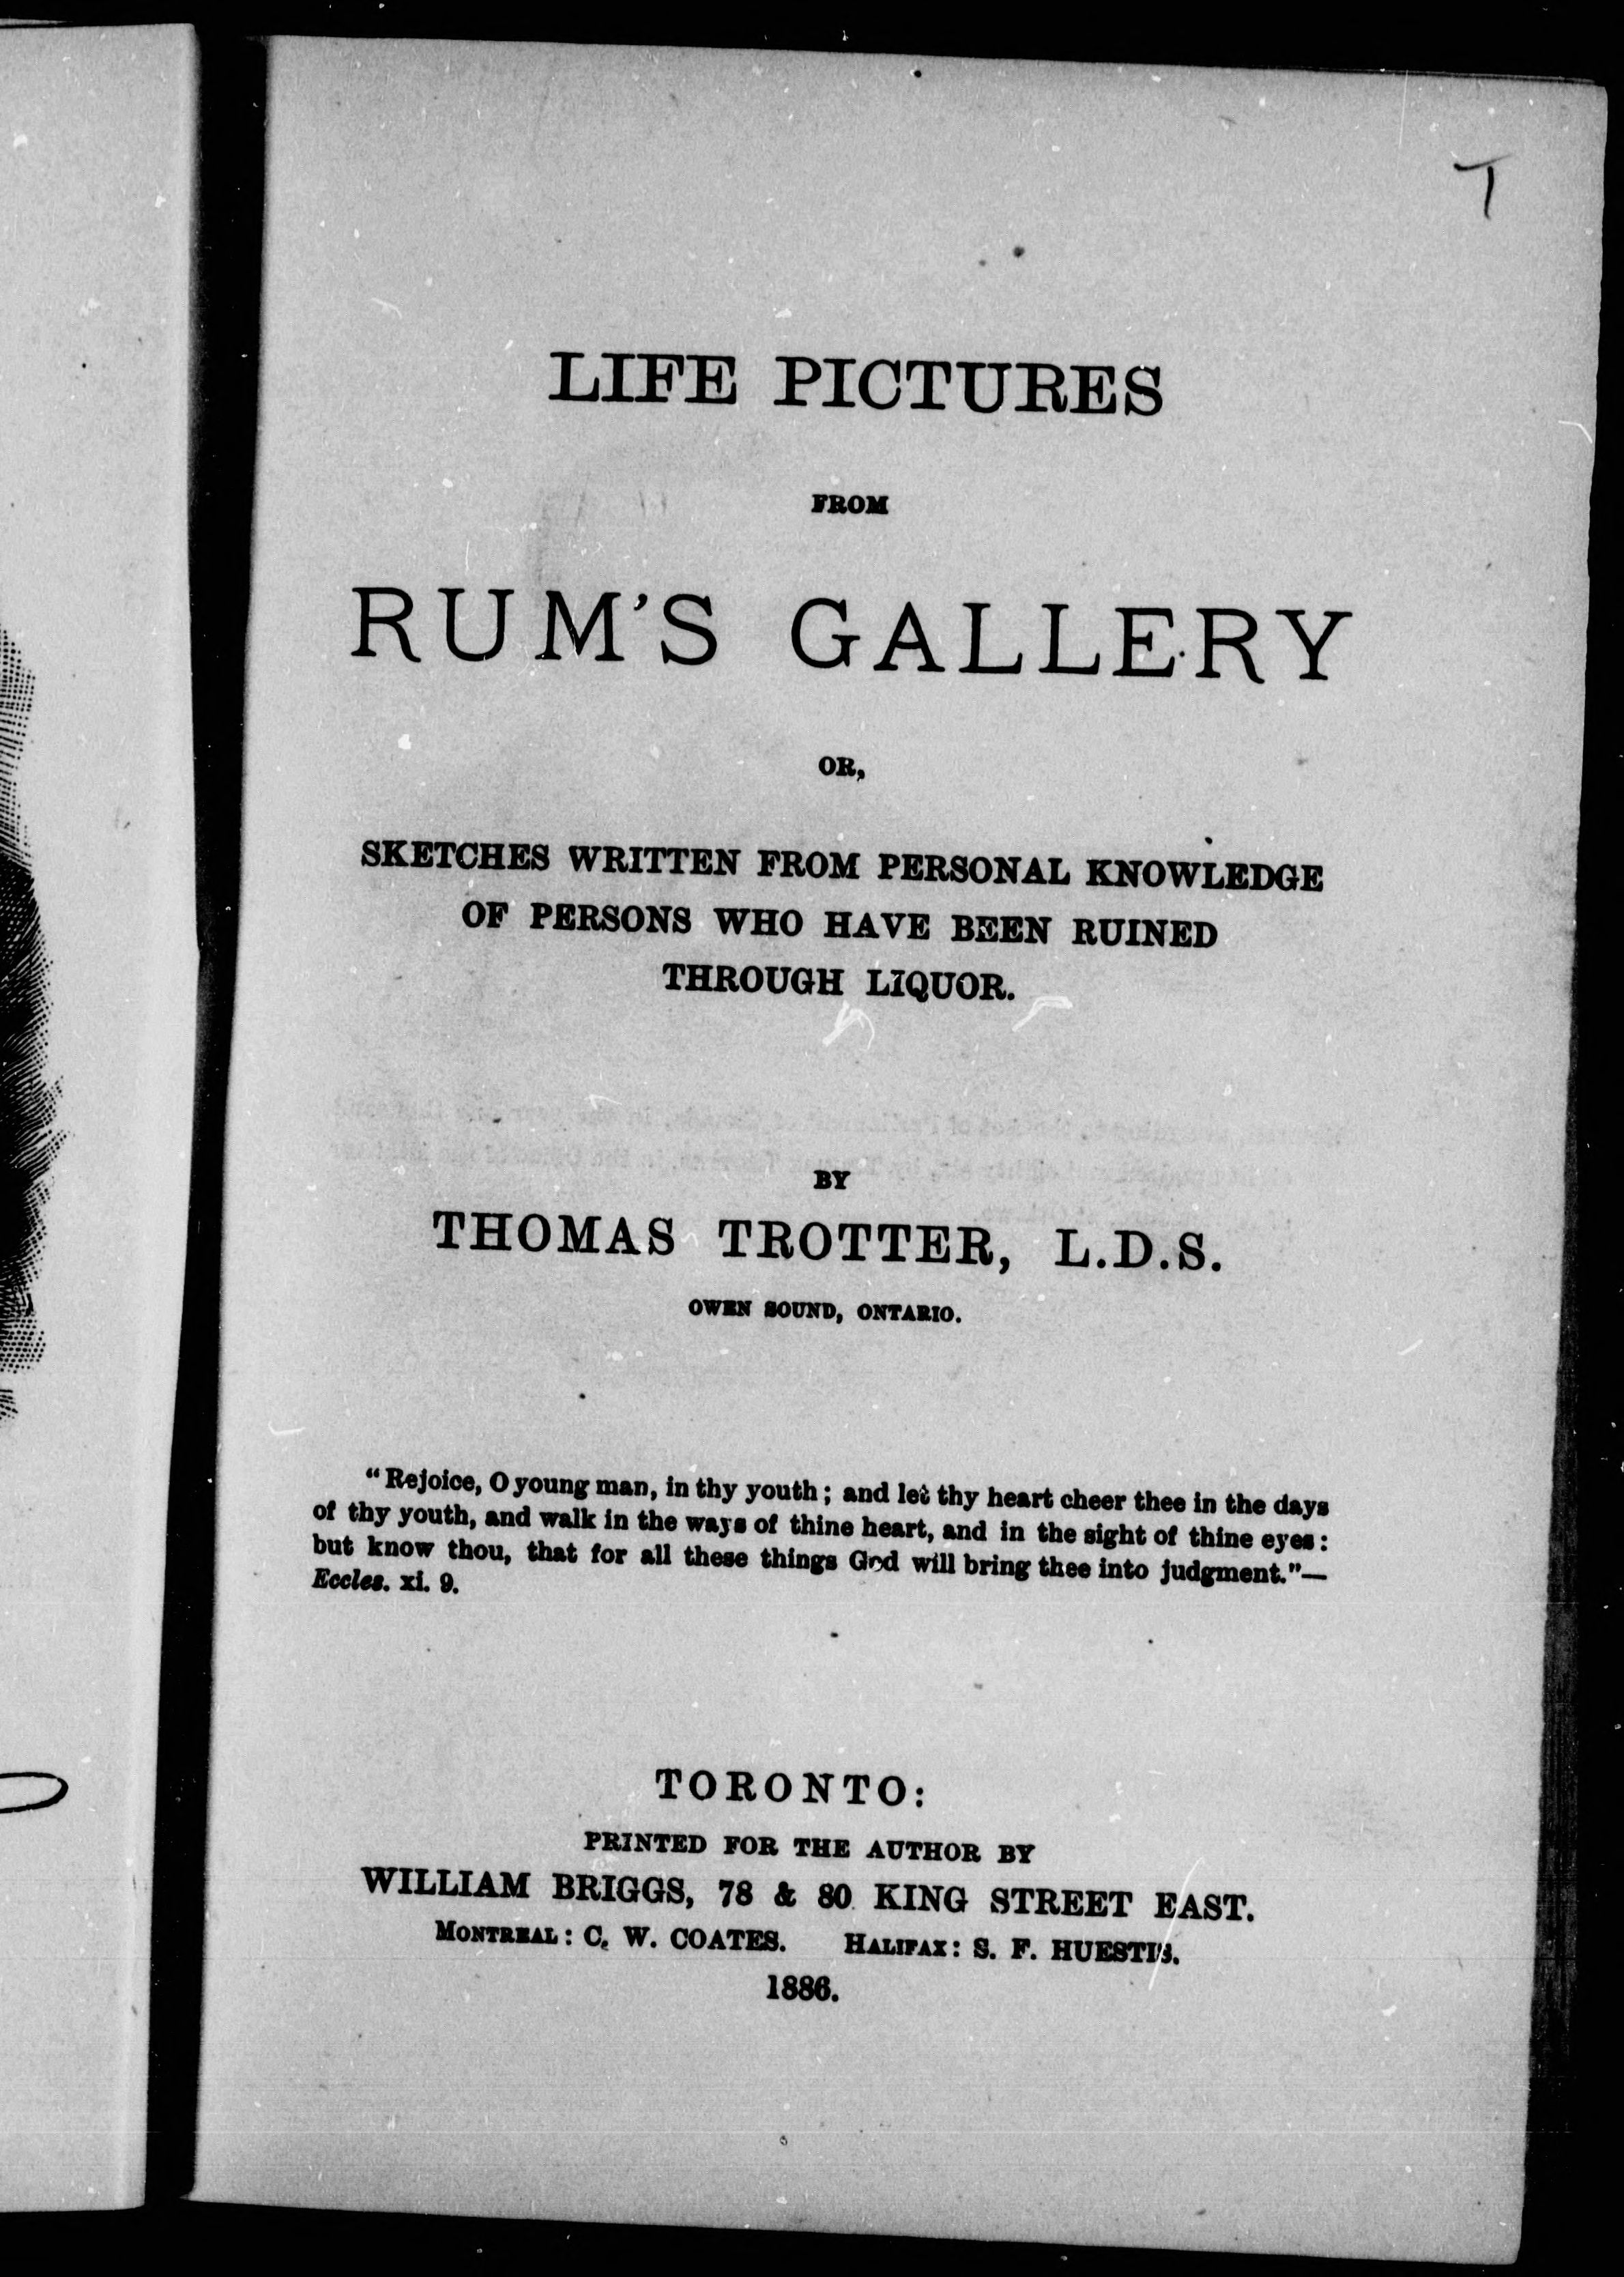 T
LIFE PICTURES
FROM
RUM'S GALLERY
OR,
SKETCHES WRITTEN FROM PERSONAL KNOWLEDGE
OF PERSONS WHO HAVE BEEN RUINED
THROUGH LIQUOR.
BY
THOMAS TROTTER, L.D.S.
OWEN SOUND, ONTARIO.
"Rejoice, O young man, in thy youth; and let thy heart cheer thee in the days
of thy youth, and walk in the ways of thine heart, and in the sight of thine eyes:
but know thou, that for all these things God will bring thee into judgment."—
Eccles. xi. 9.
TORONTO:
PRINTED FOR THE AUTHOR BY
WILLIAM BRIGGS, 78 & 80 KING STREET EAST.
MONTREAL: C. W. COATES. HALIFAX: S. F. HUESTIS.
1886.